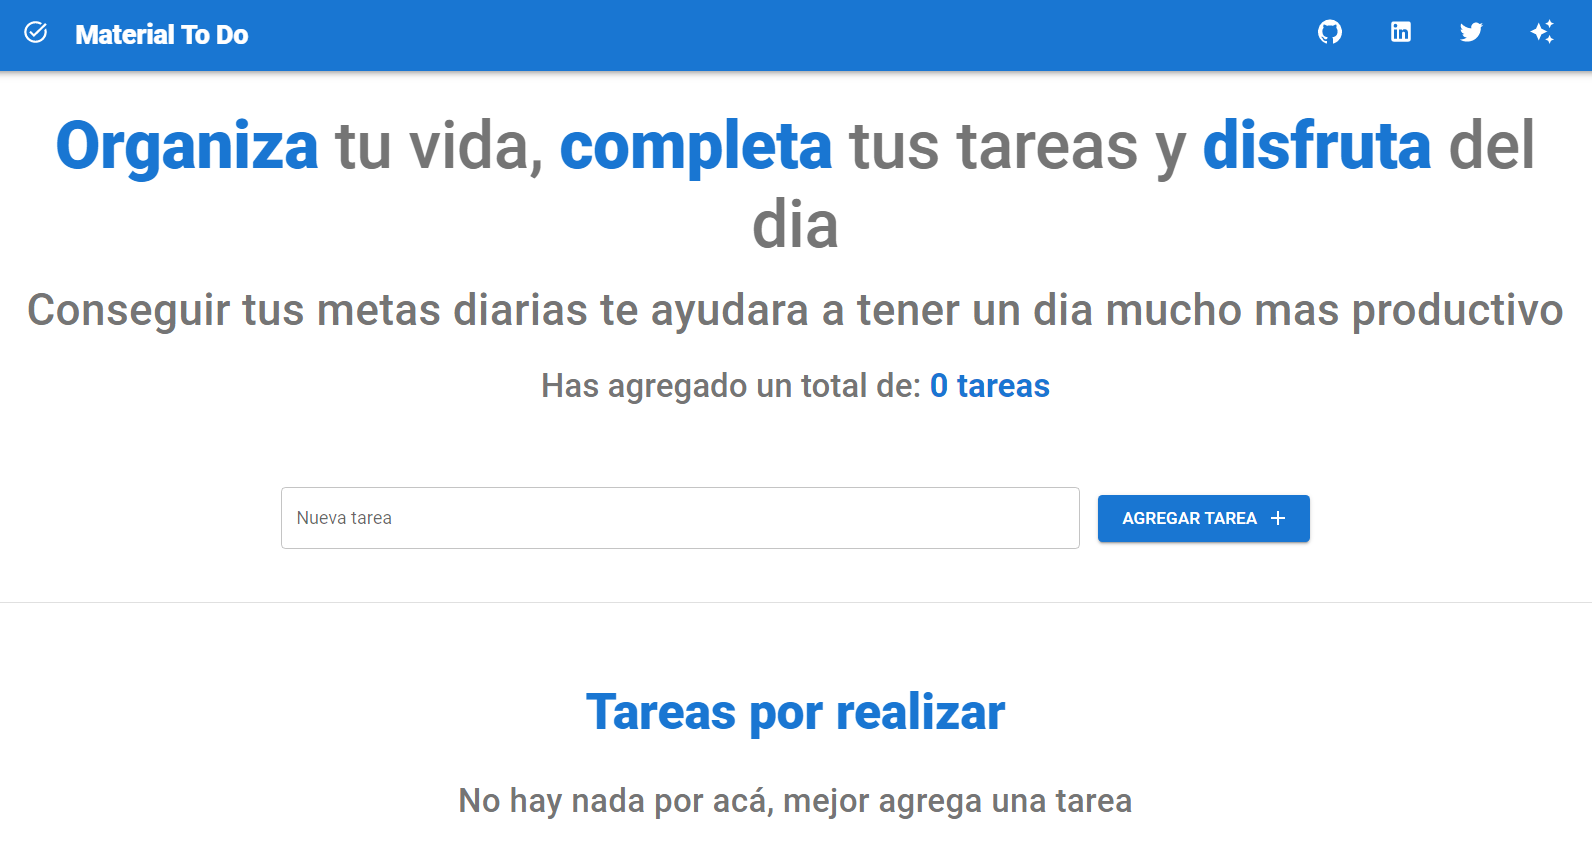 Material To Do
Organiza tu vida, completa tus tareas y disfruta del
dia
Conseguir tus metas diarias te ayudara a tener un dia mucho mas productivo
Has agregado un total de: 0 tareas
Nueva tarea
AGREGAR TAREA +
Tareas por realizar
No hay nada por acá, mejor agrega una tarea